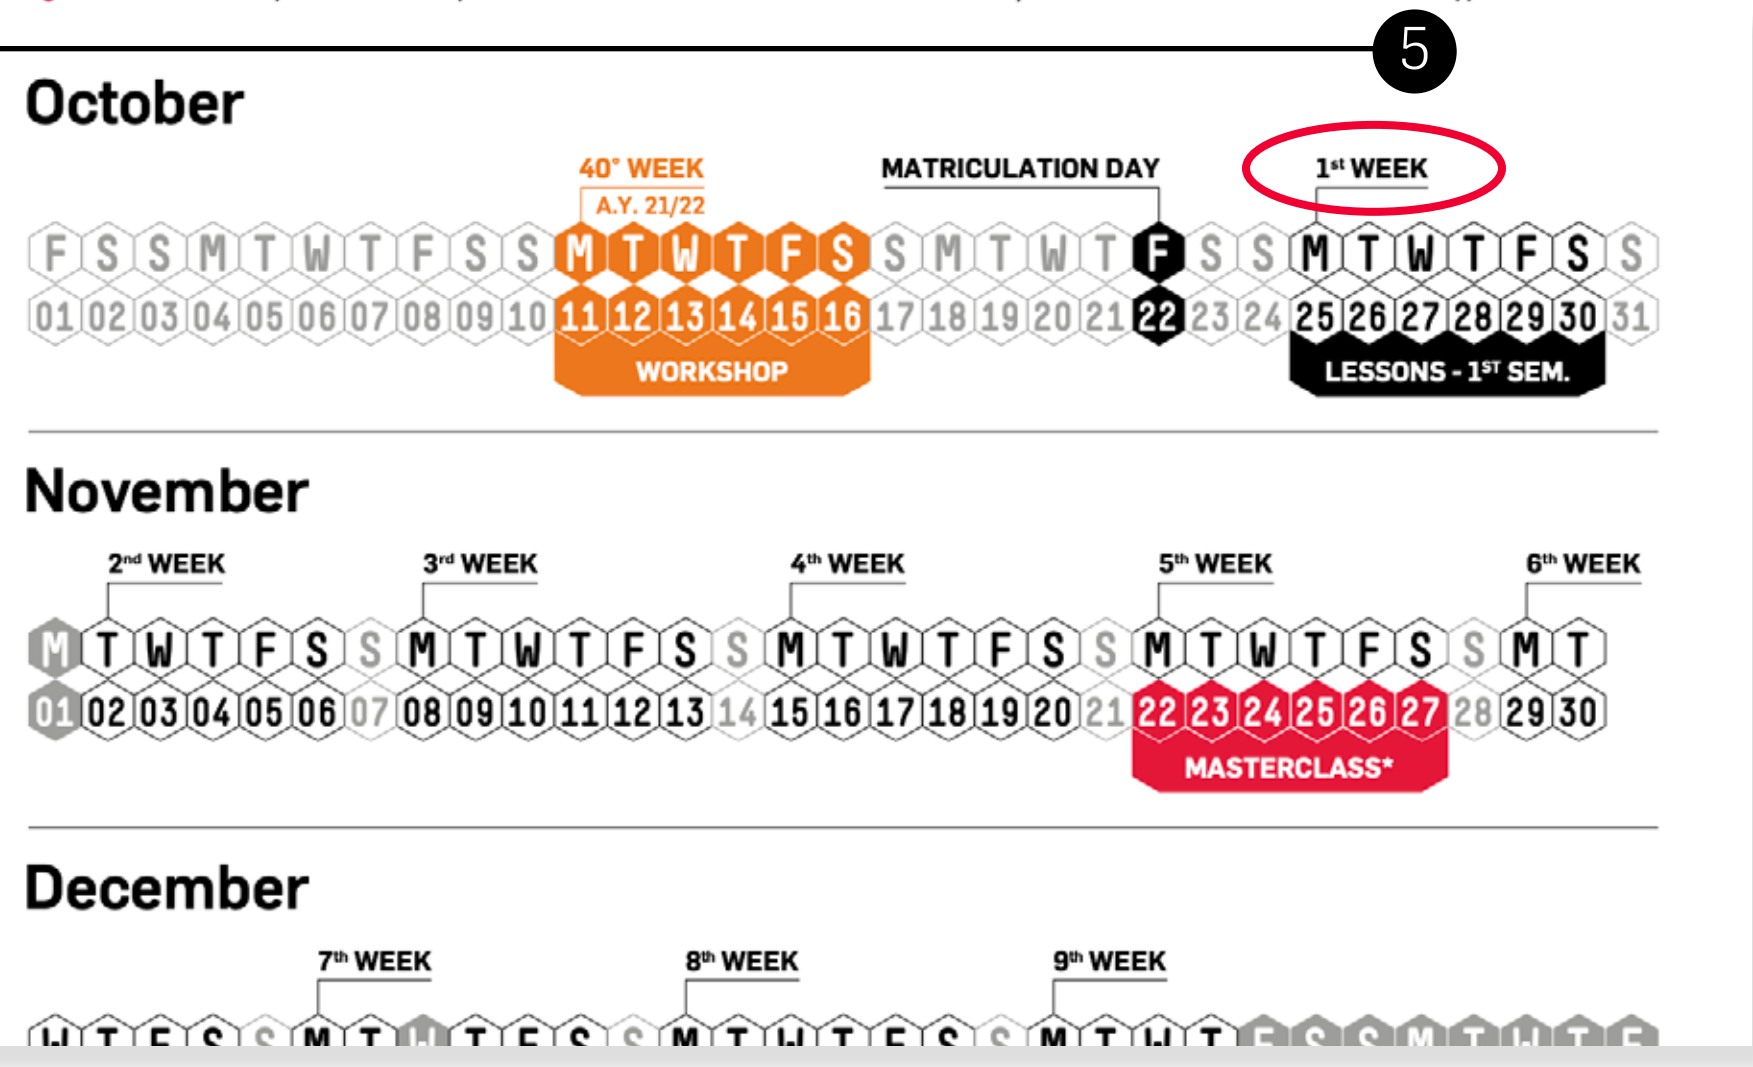 5
October
40° WEEK MATRICULATION DAY 1st WEEK
A.Y. 21/22
F S S M T W T F S S M T W T F S S M T W T F S S M T W T F S S
01 02 03 04 05 06 07 08 09 10 11 12 13 14 15 16 17 18 19 20 21 22 23 24 25 26 27 28 29 30 31
WORKSHOP LESSONS - 1ST SEM.
November
2nd WEEK 3rd WEEK 4th WEEK 5th WEEK 6th WEEK
M T W T F S S M T W T F S S M T W T F S S M T W T F S S M T
01 02 03 04 05 06 07 08 09 10 11 12 13 14 15 16 17 18 19 20 21 22 23 24 25 26 27 28 29 30
MASTERCLASS*
December
7th WEEK 8th WEEK 9th WEEK
W T F S S M T W T F S S M T W T F S S M T W T F S S M T W T F